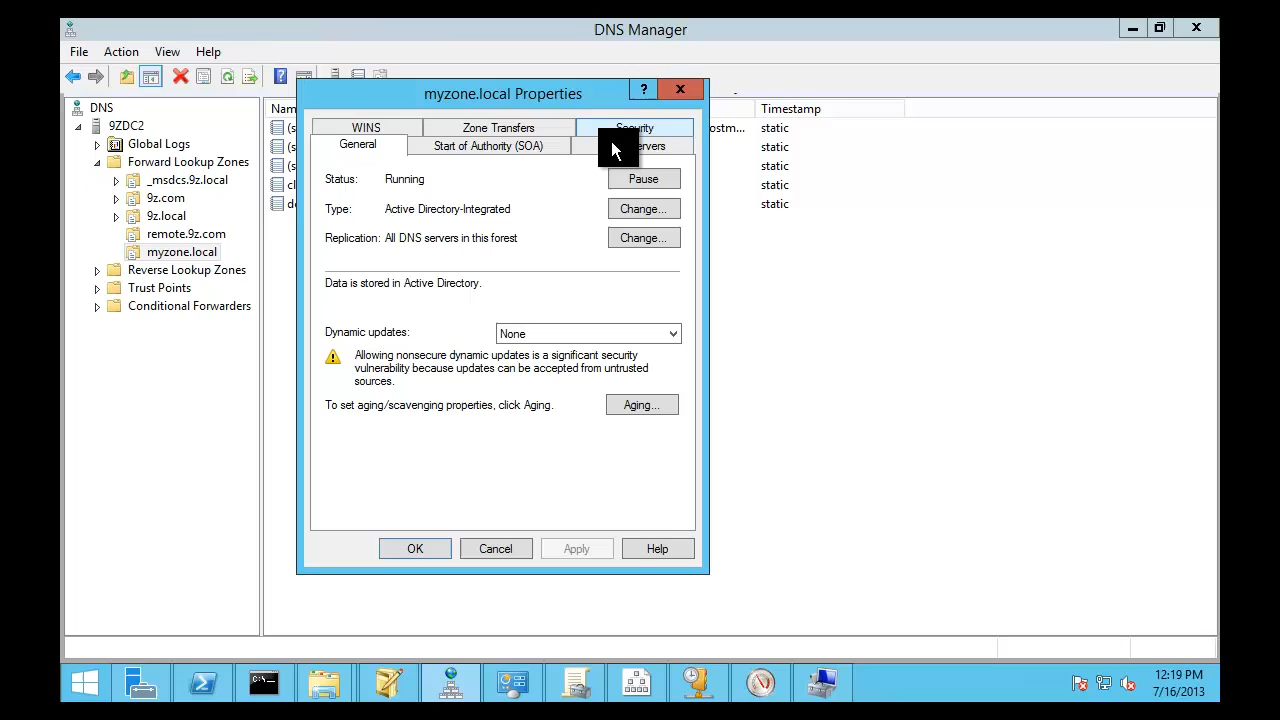 DNS Manager
File Action View Help
DNS
9ZDC2
Global Logs
Forward Lookup Zones
_msdcs.9z.local
9z.com
9z.local
remote.9z.com
myzone.local
Reverse Lookup Zones
Trust Points
Conditional Forwarders
Timestamp
static
static
static
static
static
myzone.local Properties
WINS Zone Transfers Security
General Start of Authority (SOA)
Status: Running Pause
Type: Active Directory-Integrated Change...
Replication: All DNS servers in this forest Change...
Data is stored in Active Directory.
Dynamic updates: None
Allowing nonsecure dynamic updates is a significant security
vulnerability because updates can be accepted from untrusted
sources.
To set aging/scavenging properties, click Aging. Aging...
OK Cancel Apply Help
12:19 PM
7/16/2013